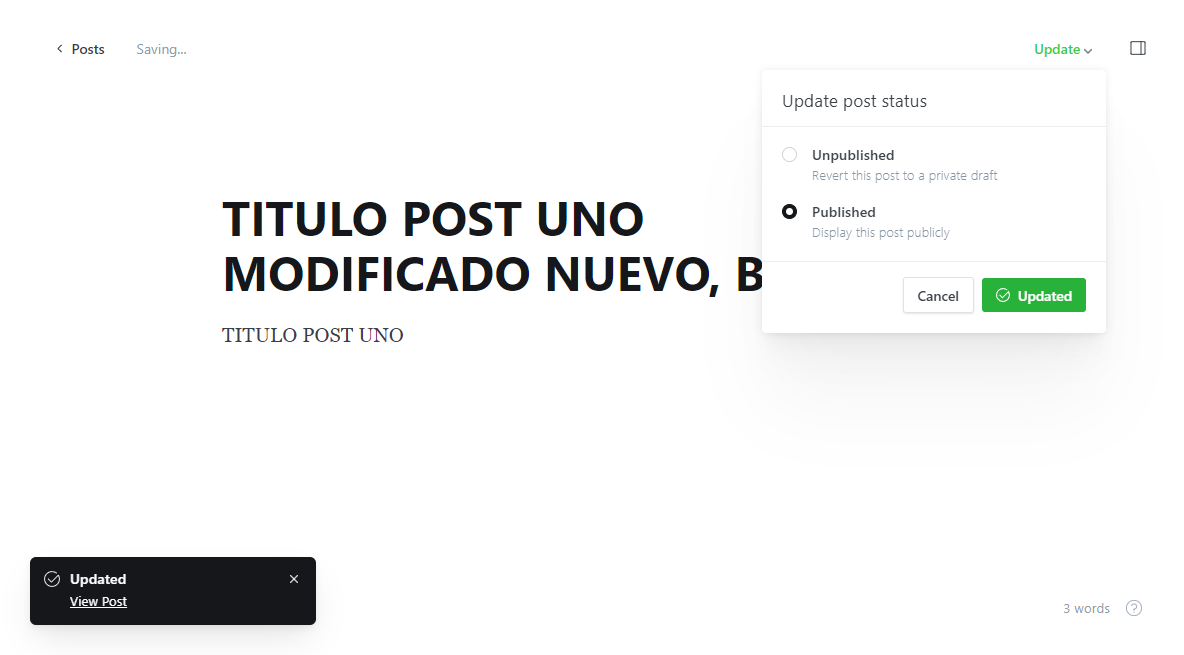 Posts
Saving...
Update
Update post status
Unpublished
Revert this post to a private draft
Published
Display this post publicly
Cancel
Updated
TITULO POST UNO
MODIFICADO NUEVO, B
TITULO POST UNO
Updated
View Post
3 words